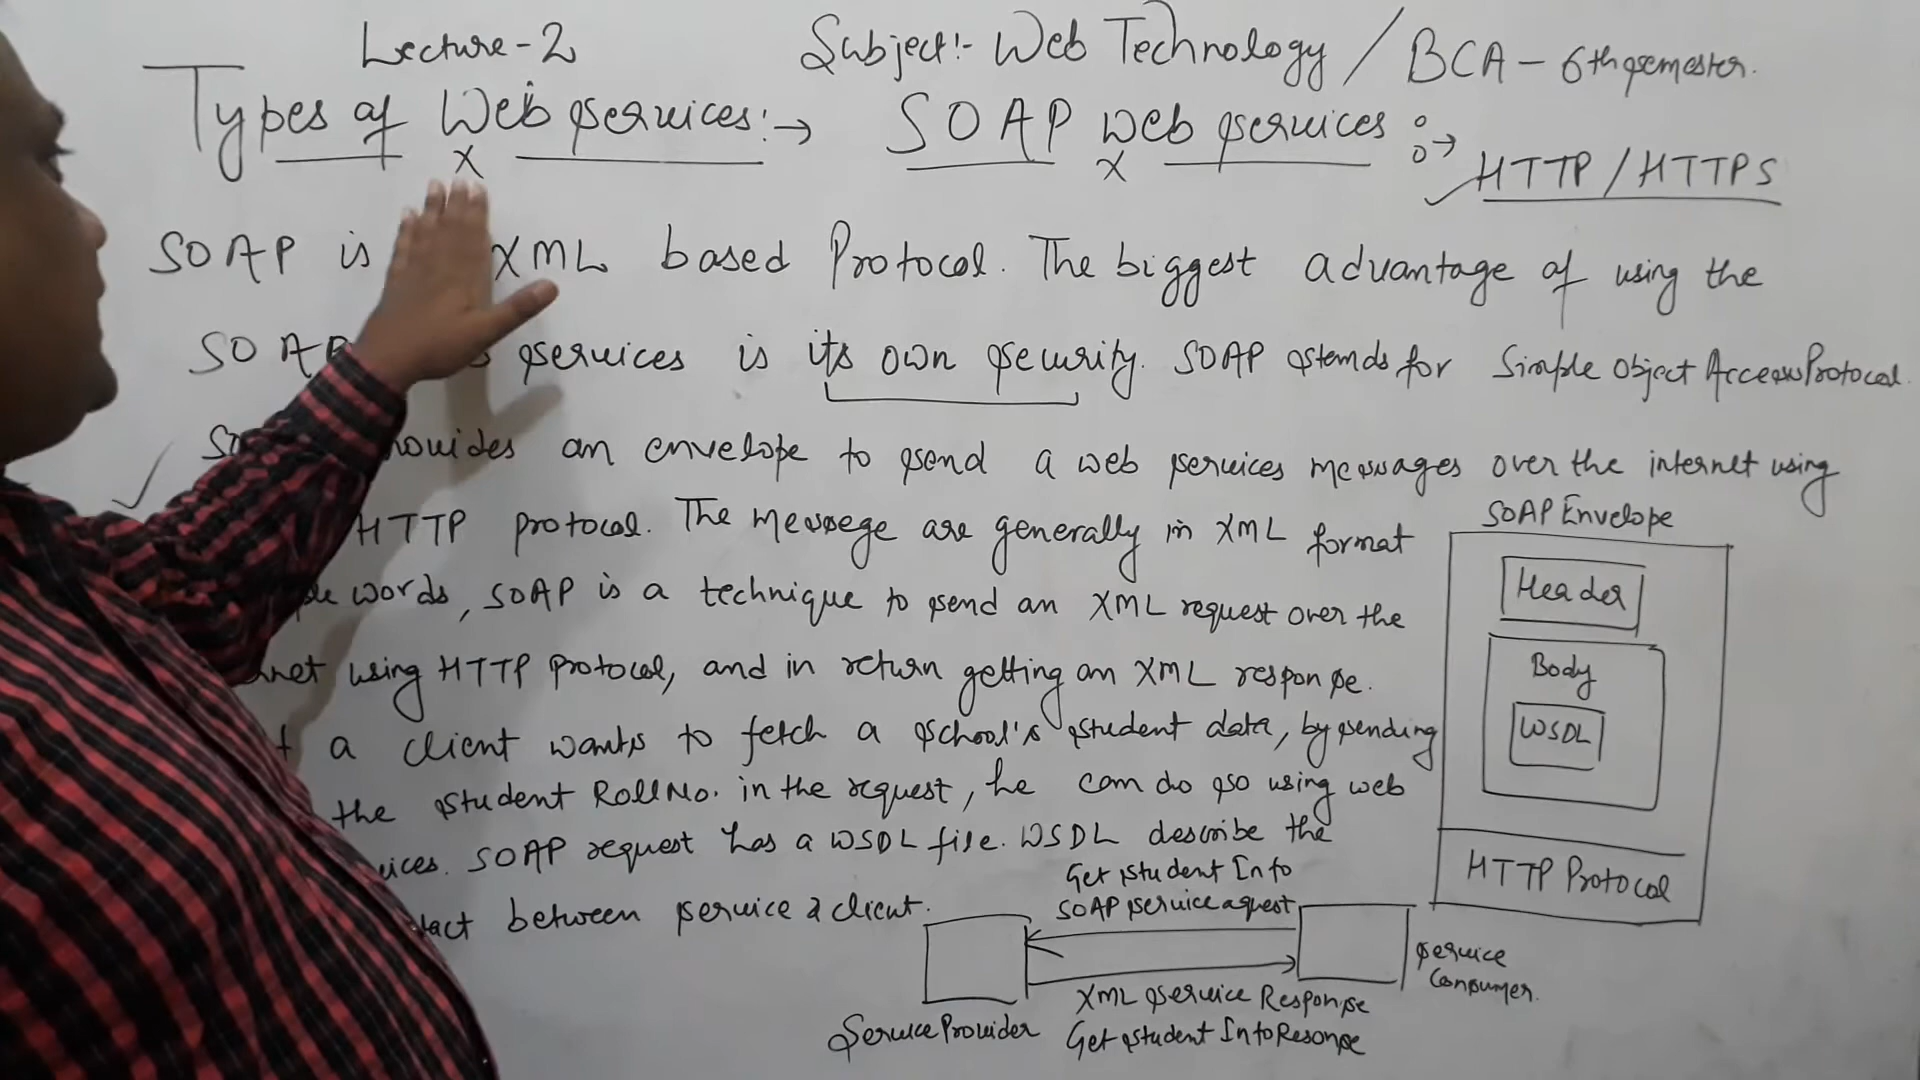 Lecture-2
Subject:- Web Technology / BCA - 6th semester.
Types of Web services:→ SOAP web services :→
HTTP / HTTPS
SOAP is XML based Protocol. The biggest advantage of using the
SOAP services is its own security. SOAP stands for Simple Object Access Protocol.
an envelope to send a web services messages over the internet using
HTTP protocol. The messege are generally in XML format
words, SOAP is a technique to send an XML request over the
using HTTP protocol, and in return getting an XML response.
a client wants to fetch a school's student data, by sending
the student Roll No. in the request, he can do so using web
SOAP request has a WSDL file. WSDL describe the
between service & client.
SOAP Envelope
Header
Body
WSDL
HTTP Protocol
Get student Info
SOAP service aquest
XML service Response
Get student Info Resonse
Service Provider
Service
Consumer.